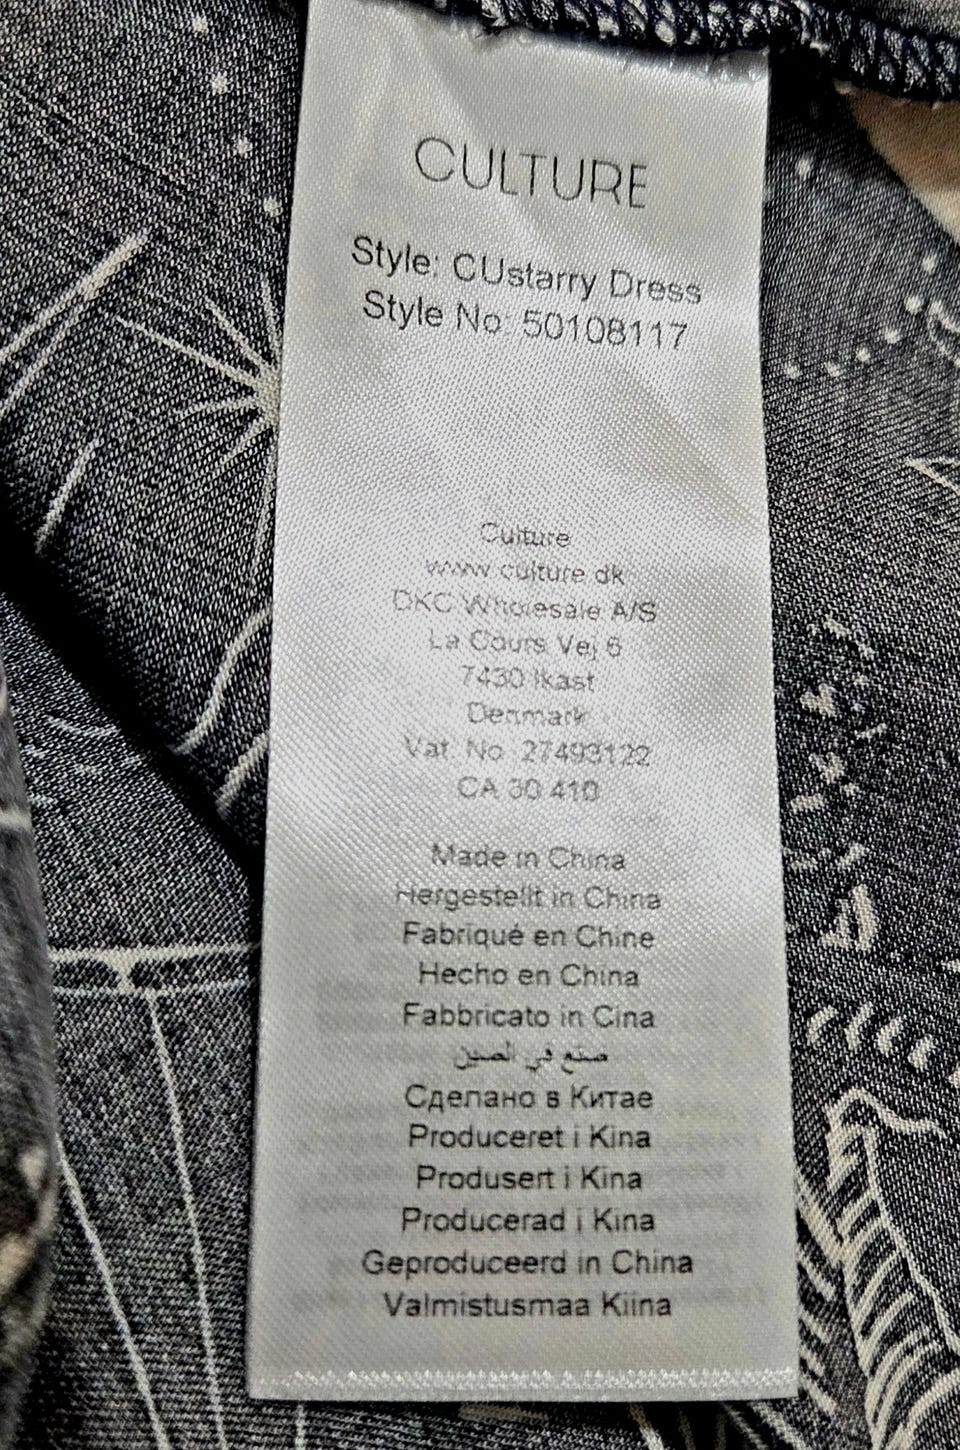 CULTURE
Style: CUstarry Dress
Style No: 50108117
Culture
www.culture.dk
DKC Wholesale A/S
La Cours Vej 6
7430 Ikast
Denmark
Vat. No. 27493122
CA 30 410
Made in China
Hergestellt in China
Fabriqué en Chine
Hecho en China
Fabbricato in Cina
صنع في الصين
Сделано в Китае
Produceret i Kina
Produsert i Kina
Producerad i Kina
Geproduceerd in China
Valmistusmaa Kiina